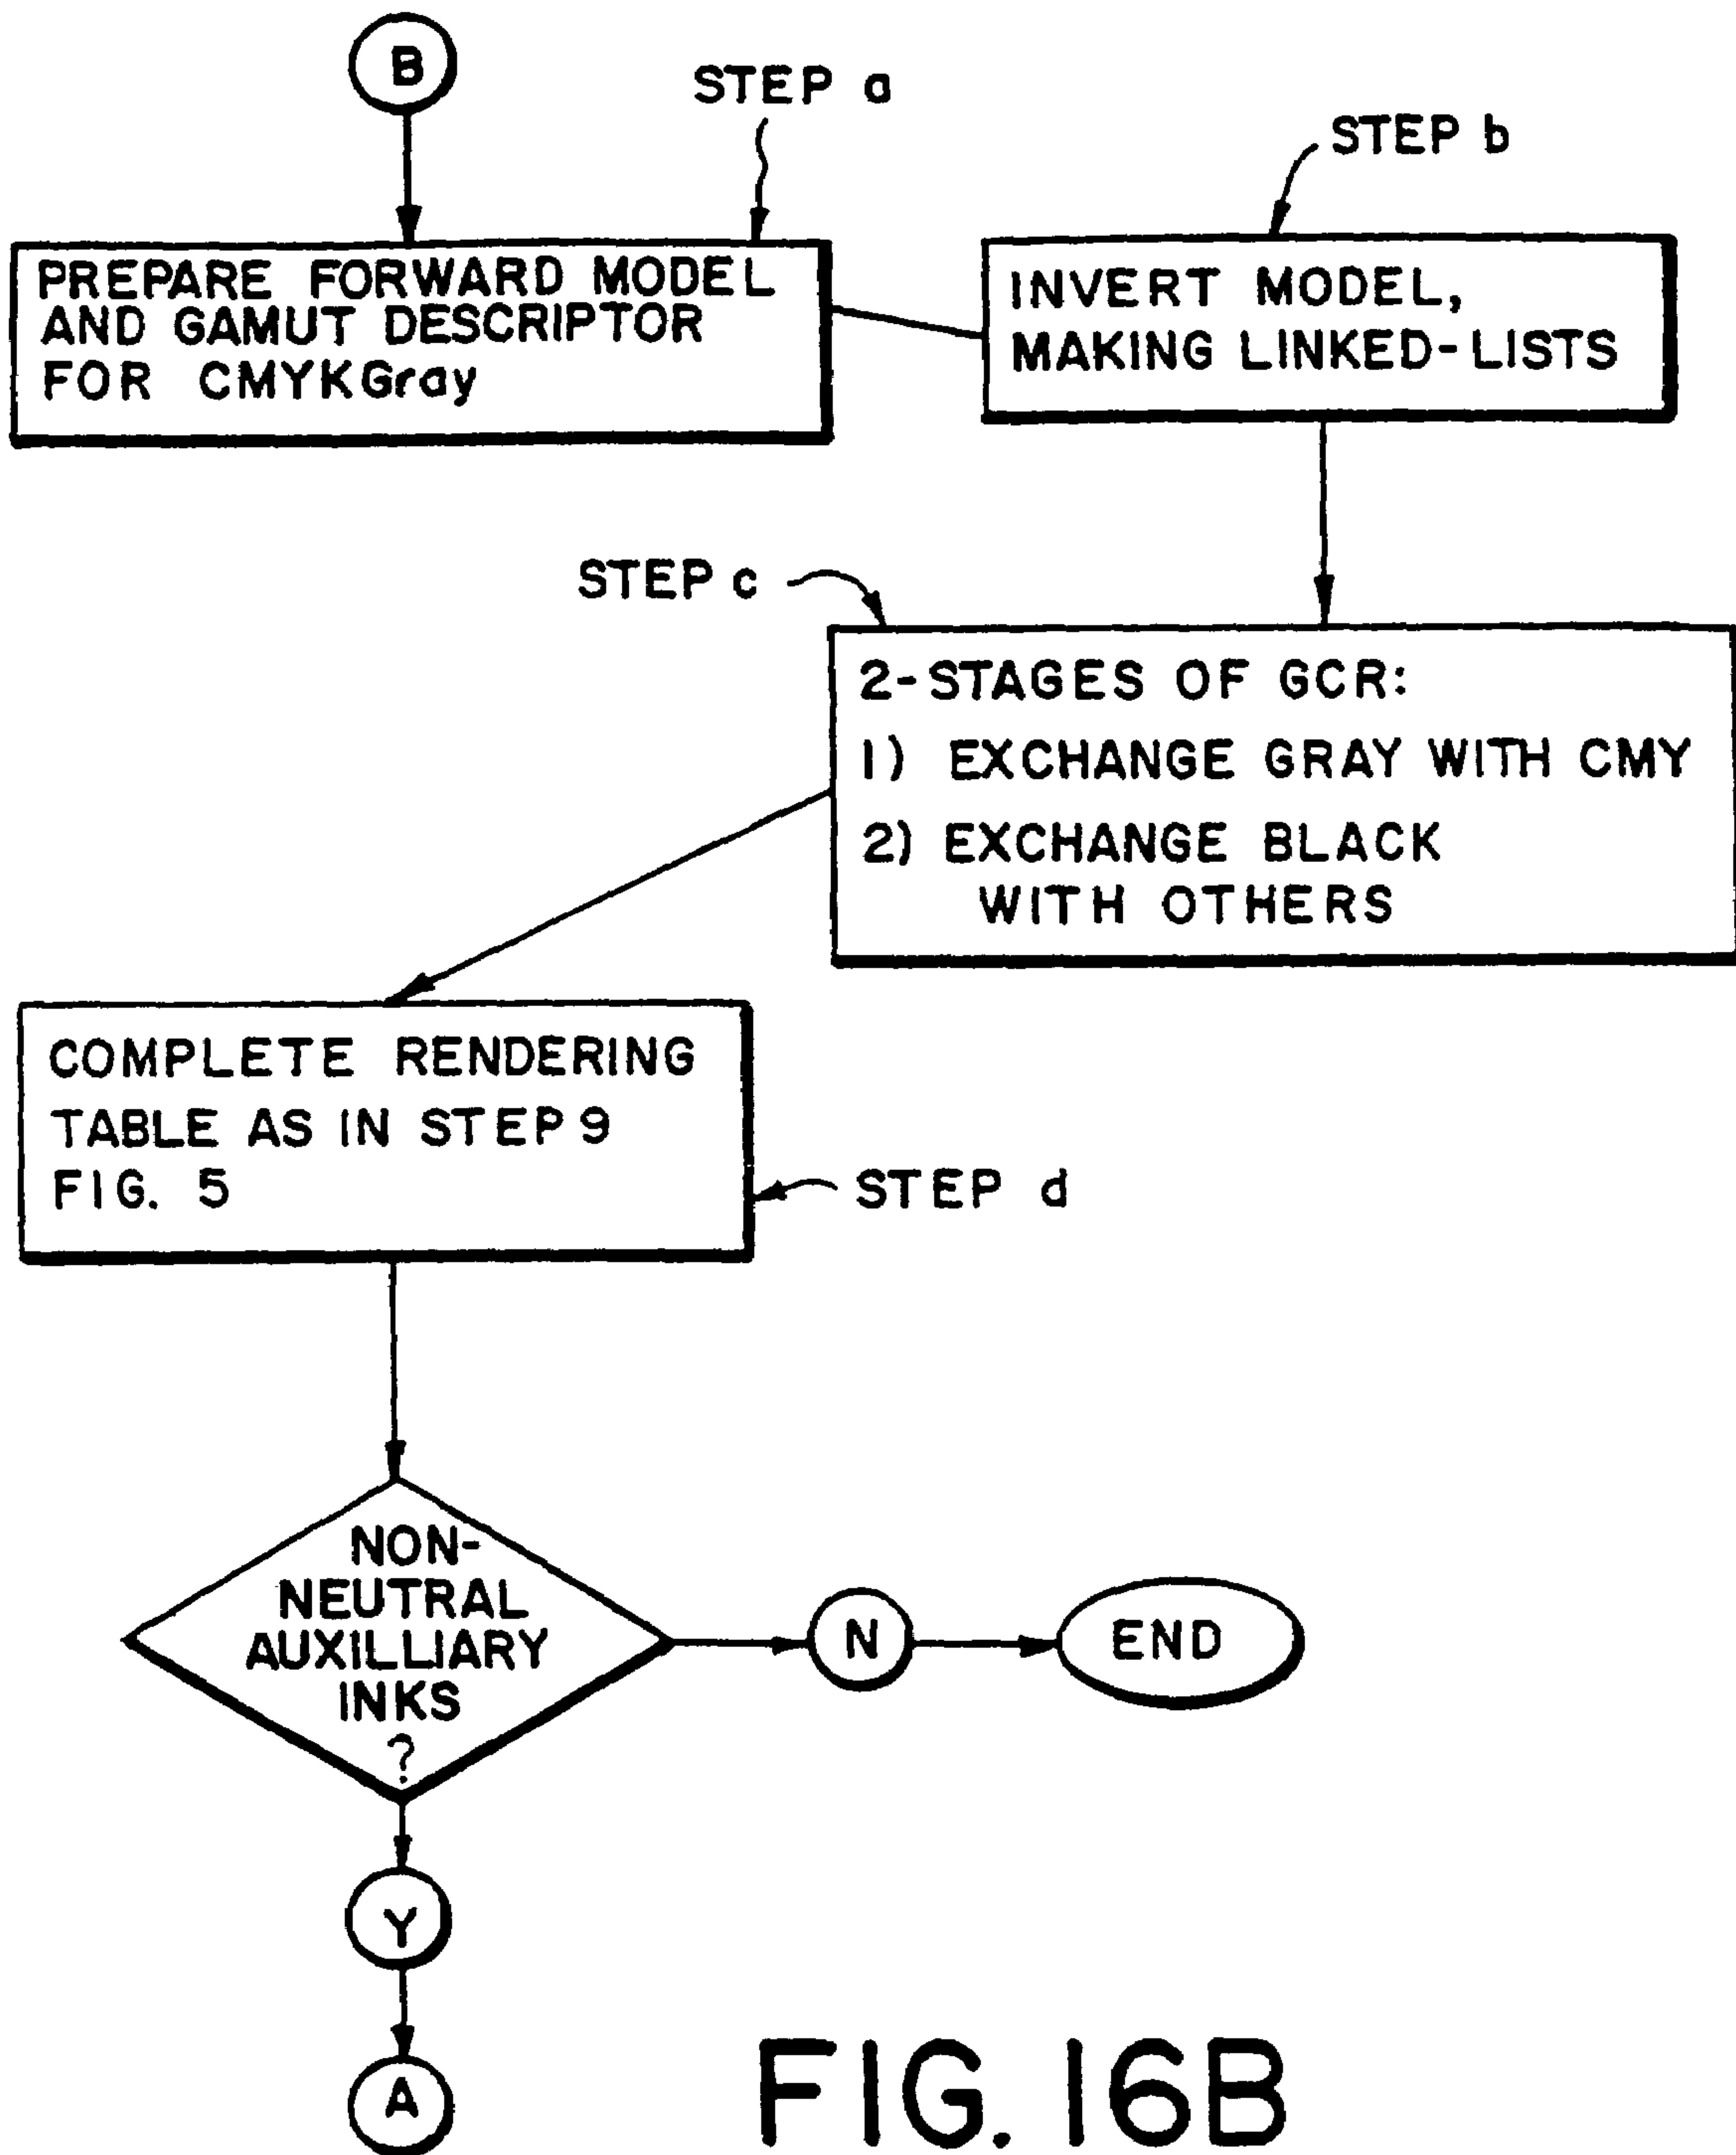 B
STEP a
STEP b
PREPARE FORWARD MODEL
AND GAMUT DESCRIPTOR
FOR CMYKGray
INVERT MODEL,
MAKING LINKED-LISTS
STEP c
2-STAGES OF GCR:
1) EXCHANGE GRAY WITH CMY
2) EXCHANGE BLACK
WITH OTHERS
COMPLETE RENDERING
TABLE AS IN STEP 9
FIG. 5
STEP d
NON-
NEUTRAL
AUXILLIARY
INKS
?
N
END
Y
A
FIG. 16B